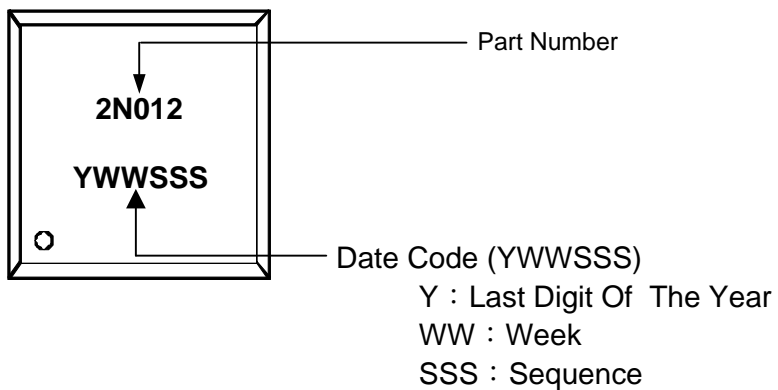 Part Number
2N012
YWWSSS
Date Code (YWWSSS)
Y：Last Digit Of The Year
WW：Week
SSS：Sequence